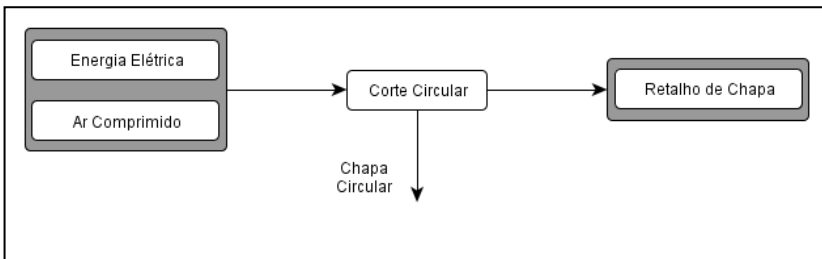 Energia Elétrica
Ar Comprimido
Corte Circular
Retalho de Chapa
Chapa
Circular